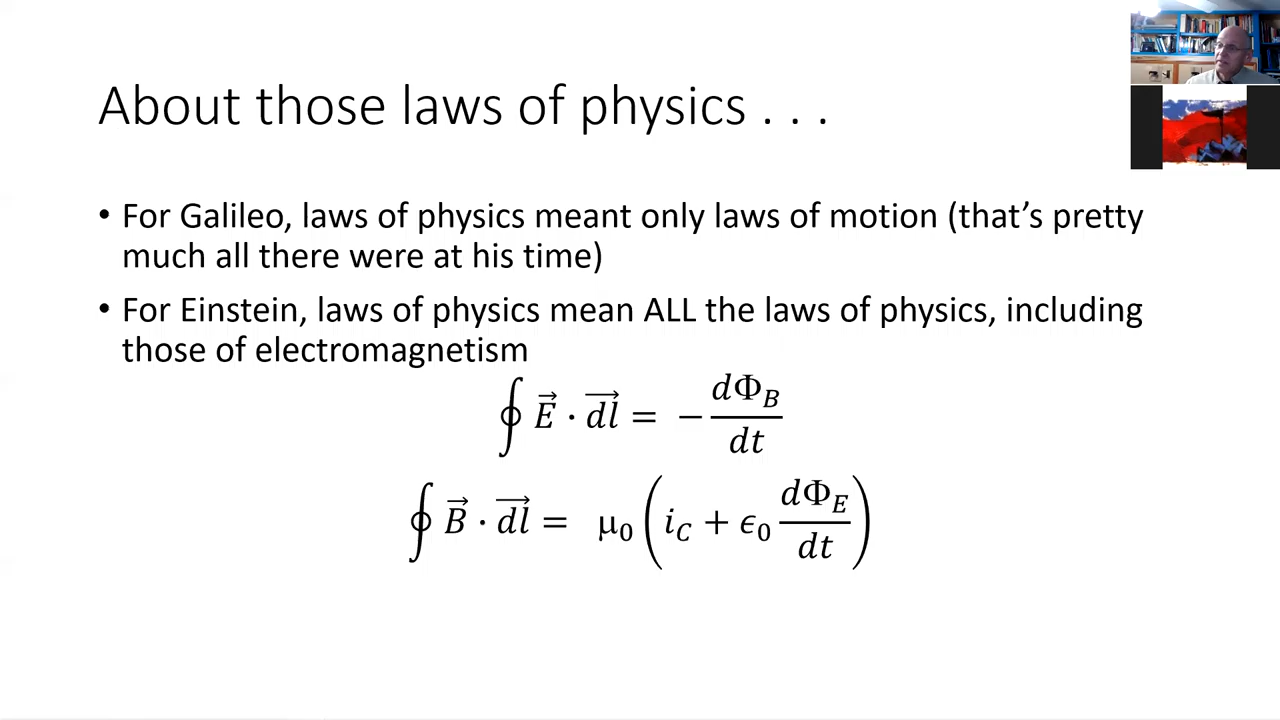 About those laws of physics . . .
• For Galileo, laws of physics meant only laws of motion (that’s pretty
much all there were at his time)
• For Einstein, laws of physics mean ALL the laws of physics, including
those of electromagnetism
∮ E⃗ · d⃗l = − dΦ_B / dt
∮ B⃗ · d⃗l = μ₀ ( i_C + ϵ₀ dΦ_E / dt )